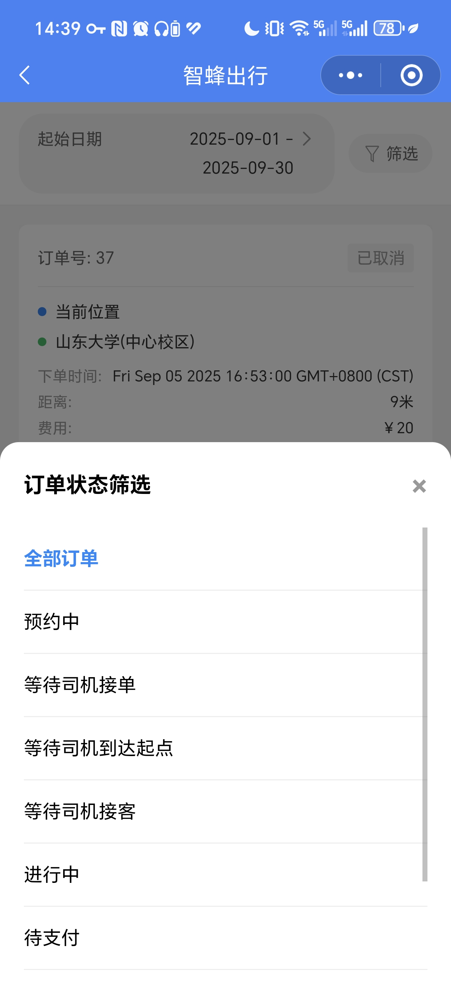 14:39
5G 5G 78
智蜂出行
起始日期 2025-09-01 -
2025-09-30
筛选
订单号: 37 已取消
当前位置
山东大学(中心校区)
下单时间: Fri Sep 05 2025 16:53:00 GMT+0800 (CST)
距离: 9米
费用: ¥ 20
订单状态筛选
全部订单
预约中
等待司机接单
等待司机到达起点
等待司机接客
进行中
待支付